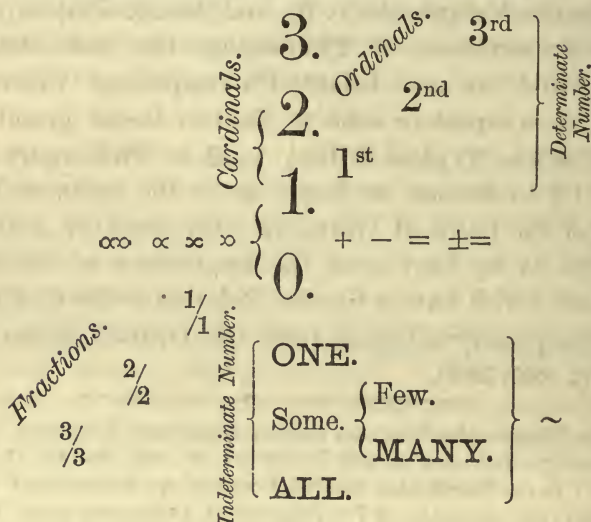 3.
Ordinals.
3rd
2.
2nd
Cardinals.
1st
Determinate
Number.
1.
∞ ∝ + − = ±=
0.
1/1
Fractions.
2/2
3/3
Indeterminate Number.
ONE.
Some.
Few.
MANY.
ALL.
~